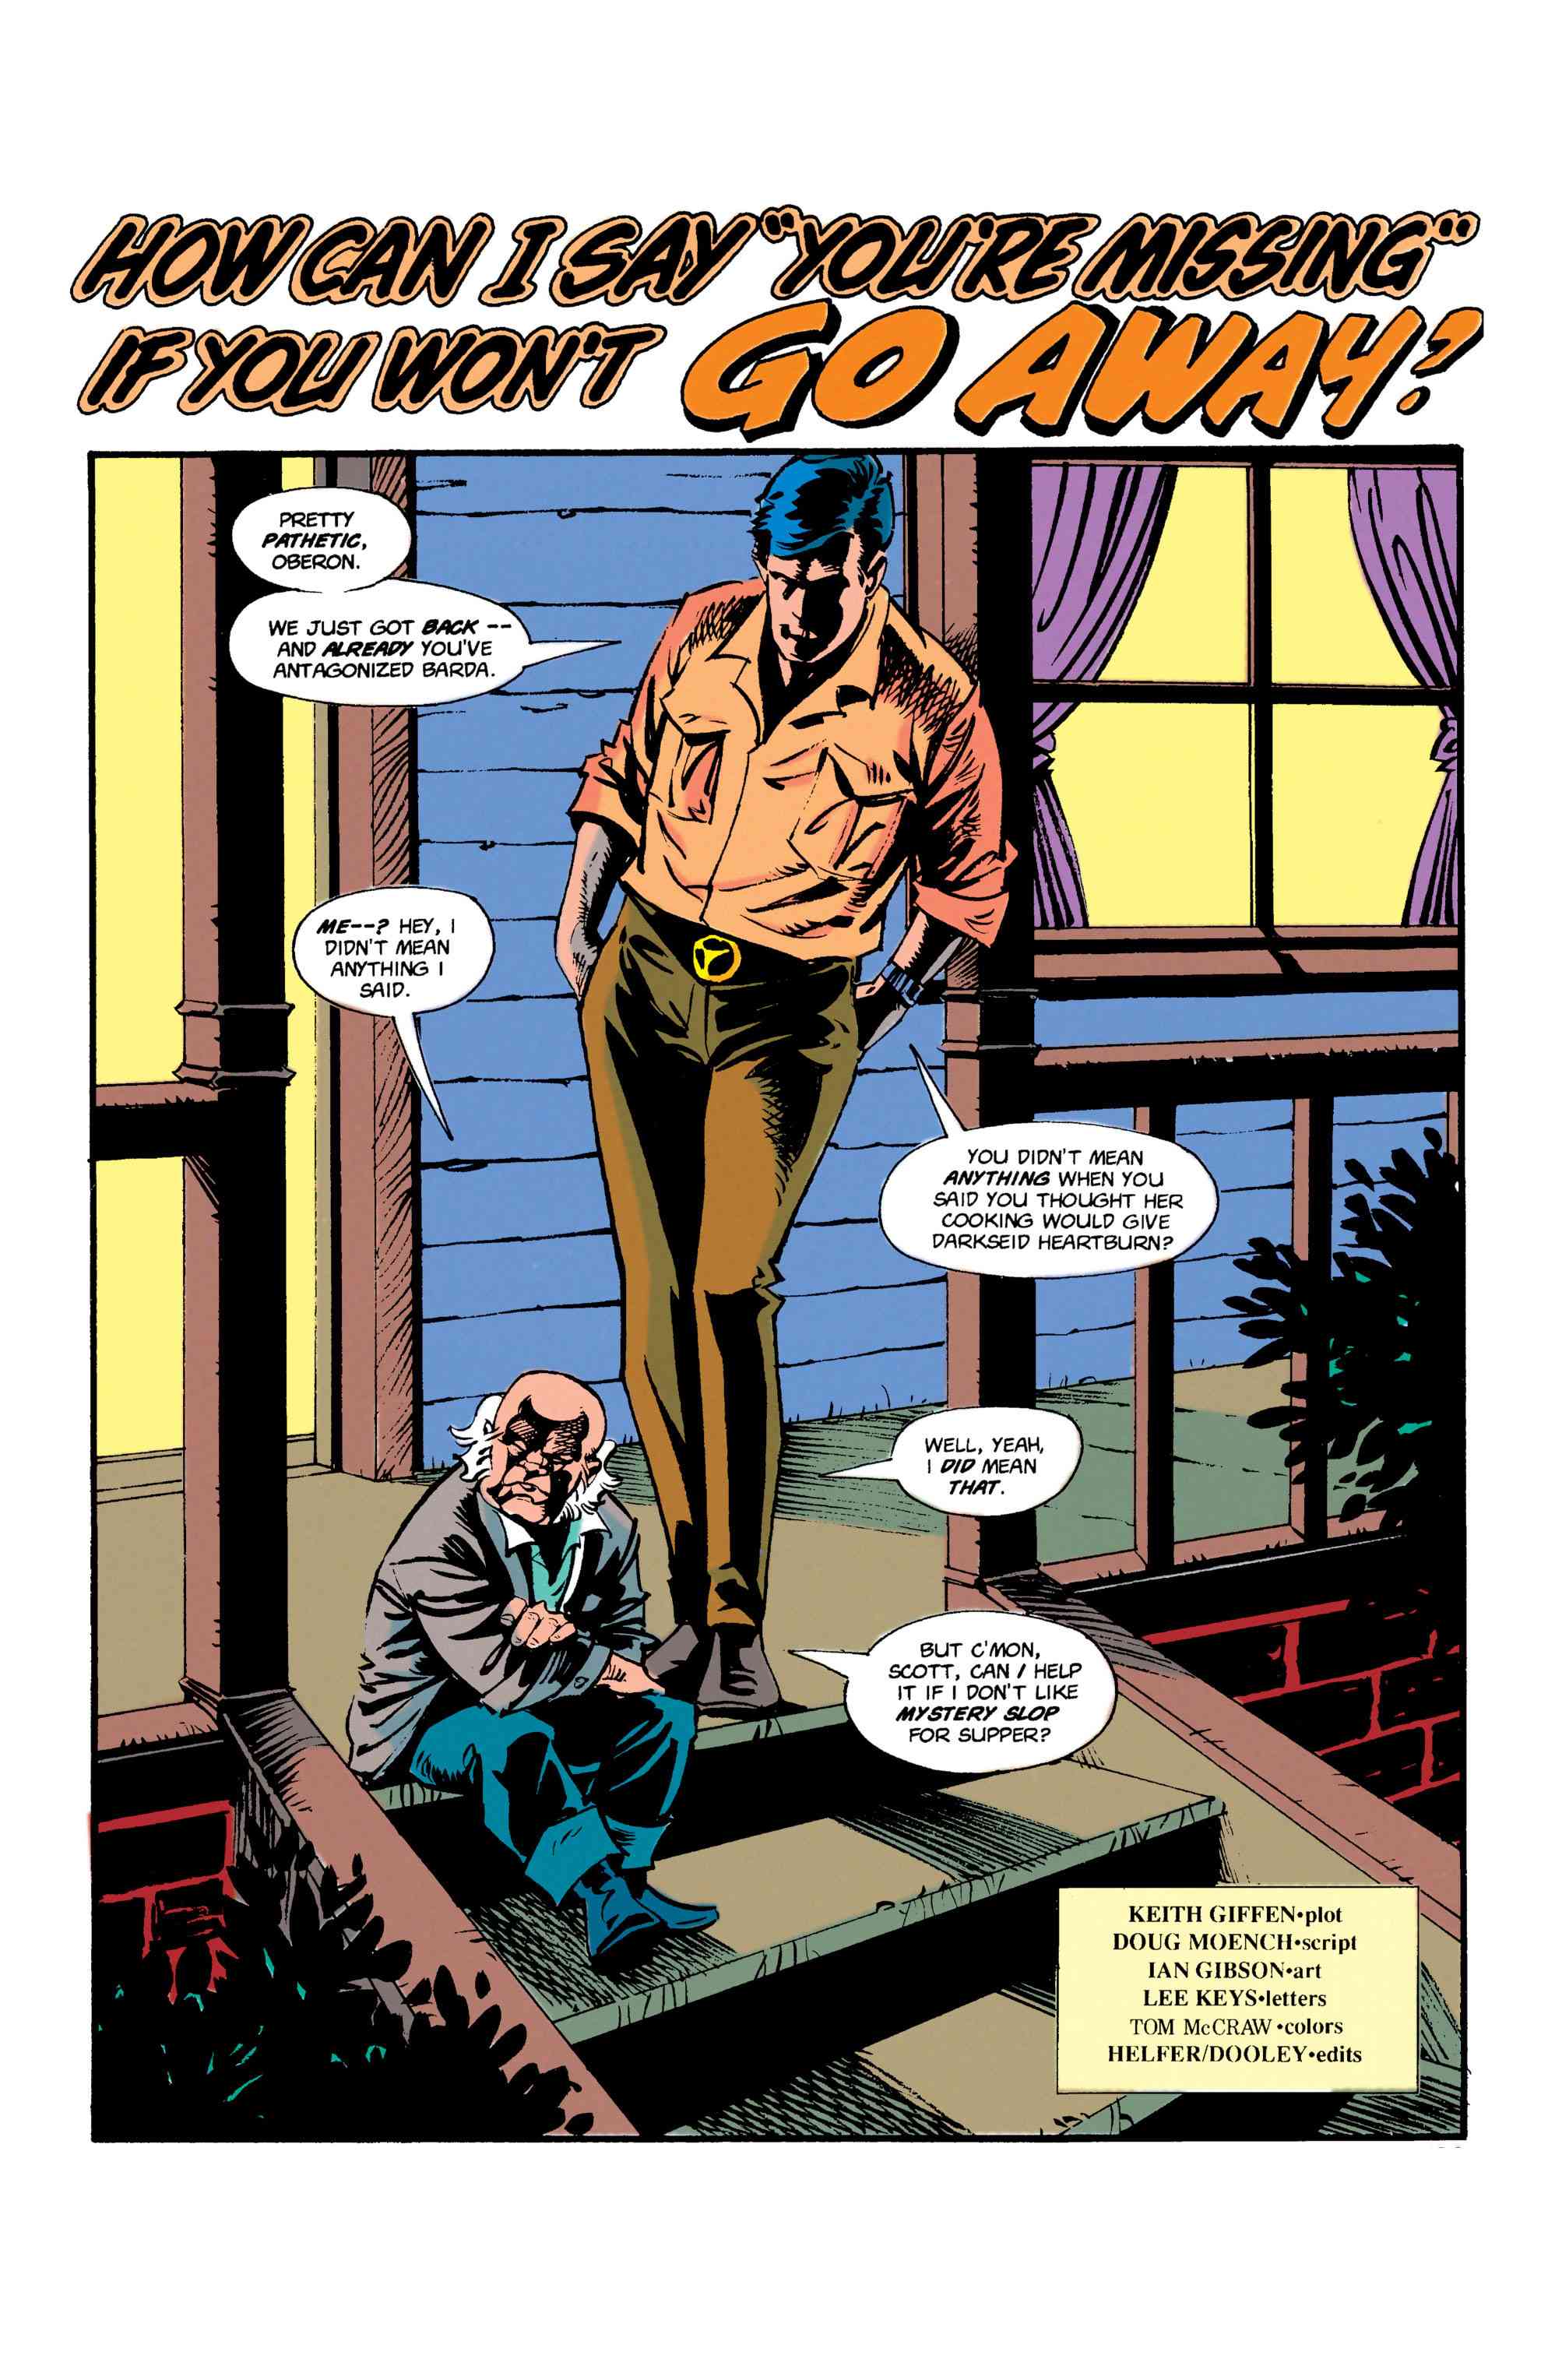 HOW CAN I SAY "YOU'RE MISSING"
IF YOU WON'T GO AWAY?
PRETTY
PATHETIC,
OBERON.
WE JUST GOT BACK --
AND ALREADY YOU'VE
ANTAGONIZED BARDA.
ME--? HEY, I
DIDN'T MEAN
ANYTHING I
SAID.
YOU DIDN'T MEAN
ANYTHING WHEN YOU
SAID YOU THOUGHT HER
COOKING WOULD GIVE
DARKSEID HEARTBURN?
WELL, YEAH,
I DID MEAN
THAT.
BUT C'MON,
SCOTT, CAN I HELP
IT IF I DON'T LIKE
MYSTERY SLOP
FOR SUPPER?
KEITH GIFFEN•plot
DOUG MOENCH•script
IAN GIBSON•art
LEE KEYS•letters
TOM McCRAW•colors
HELFER/DOOLEY•edits